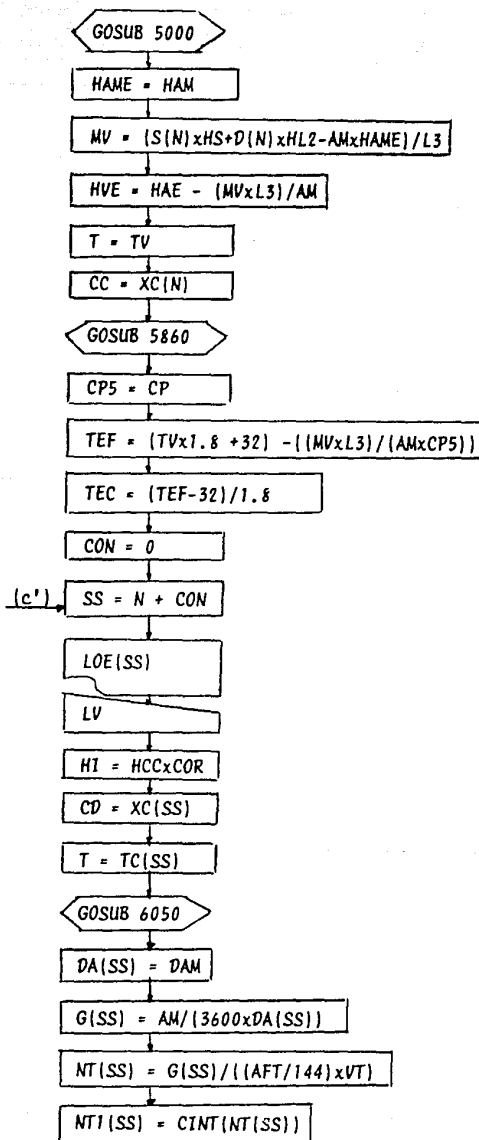 GOSUB 5000
HAME = HAM
MV = (S(N)xHS+D(N)xHL2-AMxHAME)/L3
HVE = HAE - (MVxL3)/AM
T = TV
CC = XC(N)
GOSUB 5860
CP5 = CP
TEF = (TVx1.8 +32) -((MVxL3)/(AMxCP5))
TEC = (TEF-32)/1.8
CON = 0
(c')
SS = N + CON
LOE(SS)
LV
HI = HCCxCOR
CD = XC(SS)
T = TC(SS)
GOSUB 6050
DA(SS) = DAM
G(SS) = AM/(3600xDA(SS))
NT(SS) = G(SS)/((AFT/144)xVT)
NT1(SS) = CINT(NT(SS))